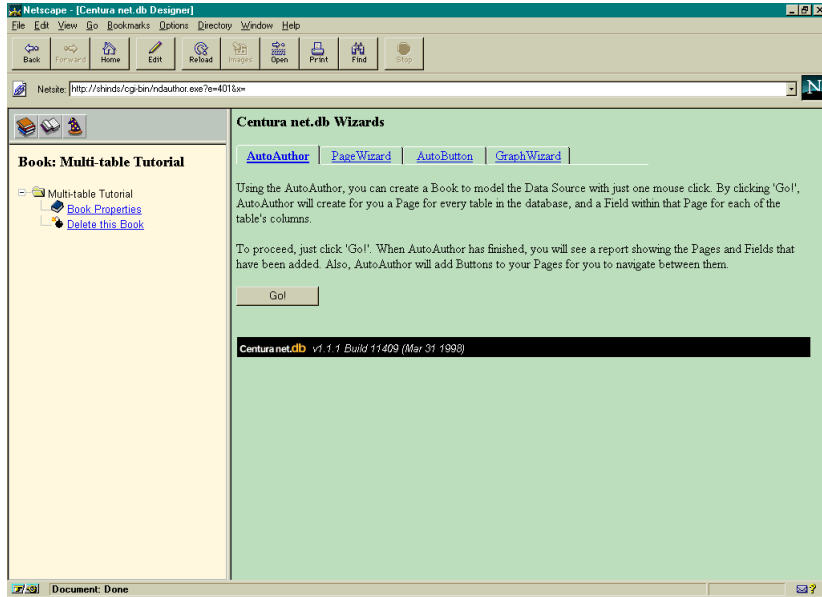 Netscape - [Centura net.db Designer]
File Edit View Go Bookmarks Options Directory Window Help
Back Forward Home Edit Reload Images Open Print Find Stop
Netsite: http://shinds/cgi-bin/ndauthor.exe?e=401&x=
N
Book: Multi-table Tutorial
Multi-table Tutorial
Book Properties
Delete this Book
Centura net.db Wizards
AutoAuthor PageWizard AutoButton GraphWizard
Using the AutoAuthor, you can create a Book to model the Data Source with just one mouse click. By clicking 'Go!',
AutoAuthor will create for you a Page for every table in the database, and a Field within that Page for each of the
table's columns.
To proceed, just click 'Go!'. When AutoAuthor has finished, you will see a report showing the Pages and Fields that
have been added. Also, AutoAuthor will add Buttons to your Pages for you to navigate between them.
Go!
Centura net.db v1.1.1 Build 11409 (Mar 31 1998)
Document: Done